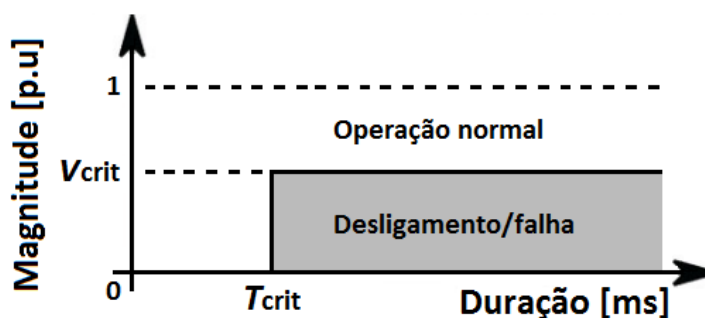 Magnitude [p.u]
1
Operação normal
Vcrit
Desligamento/falha
0
Tcrit
Duração [ms]